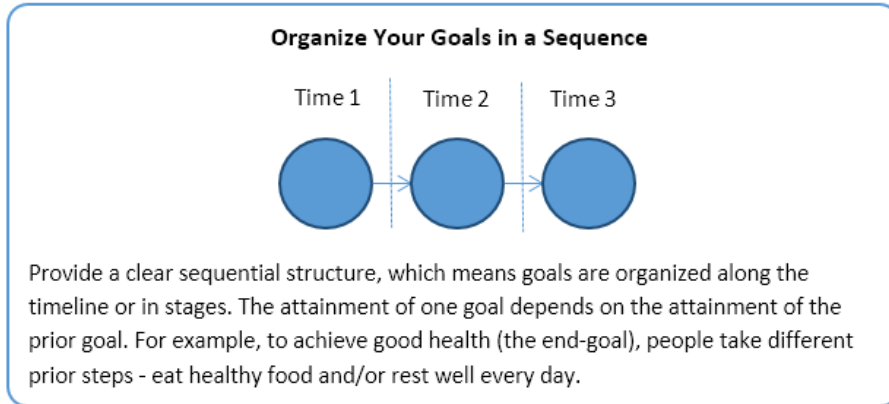 Organize Your Goals in a Sequence
Time 1 Time 2 Time 3
Provide a clear sequential structure, which means goals are organized along the
timeline or in stages. The attainment of one goal depends on the attainment of the
prior goal. For example, to achieve good health (the end-goal), people take different
prior steps - eat healthy food and/or rest well every day.